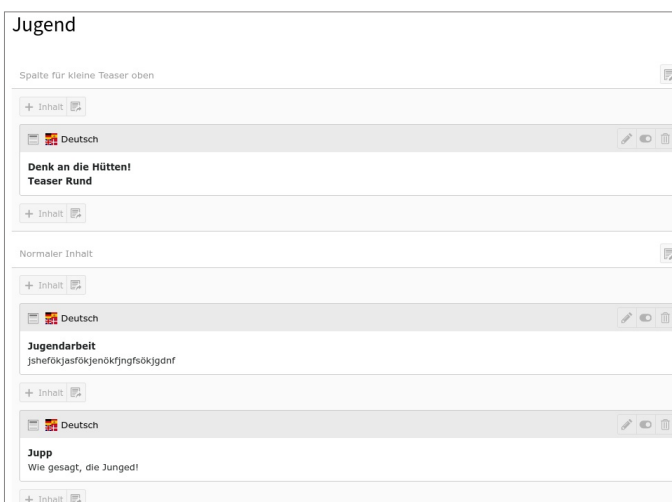 Jugend
Spalte für kleine Teaser oben
+ Inhalt
Deutsch
Denk an die Hütten!
Teaser Rund
+ Inhalt
Normaler Inhalt
+ Inhalt
Deutsch
Jugendarbeit
jshefökjasfökjenökfjngfsökjgdnf
+ Inhalt
Deutsch
Jupp
Wie gesagt, die Junged!
+ Inhalt